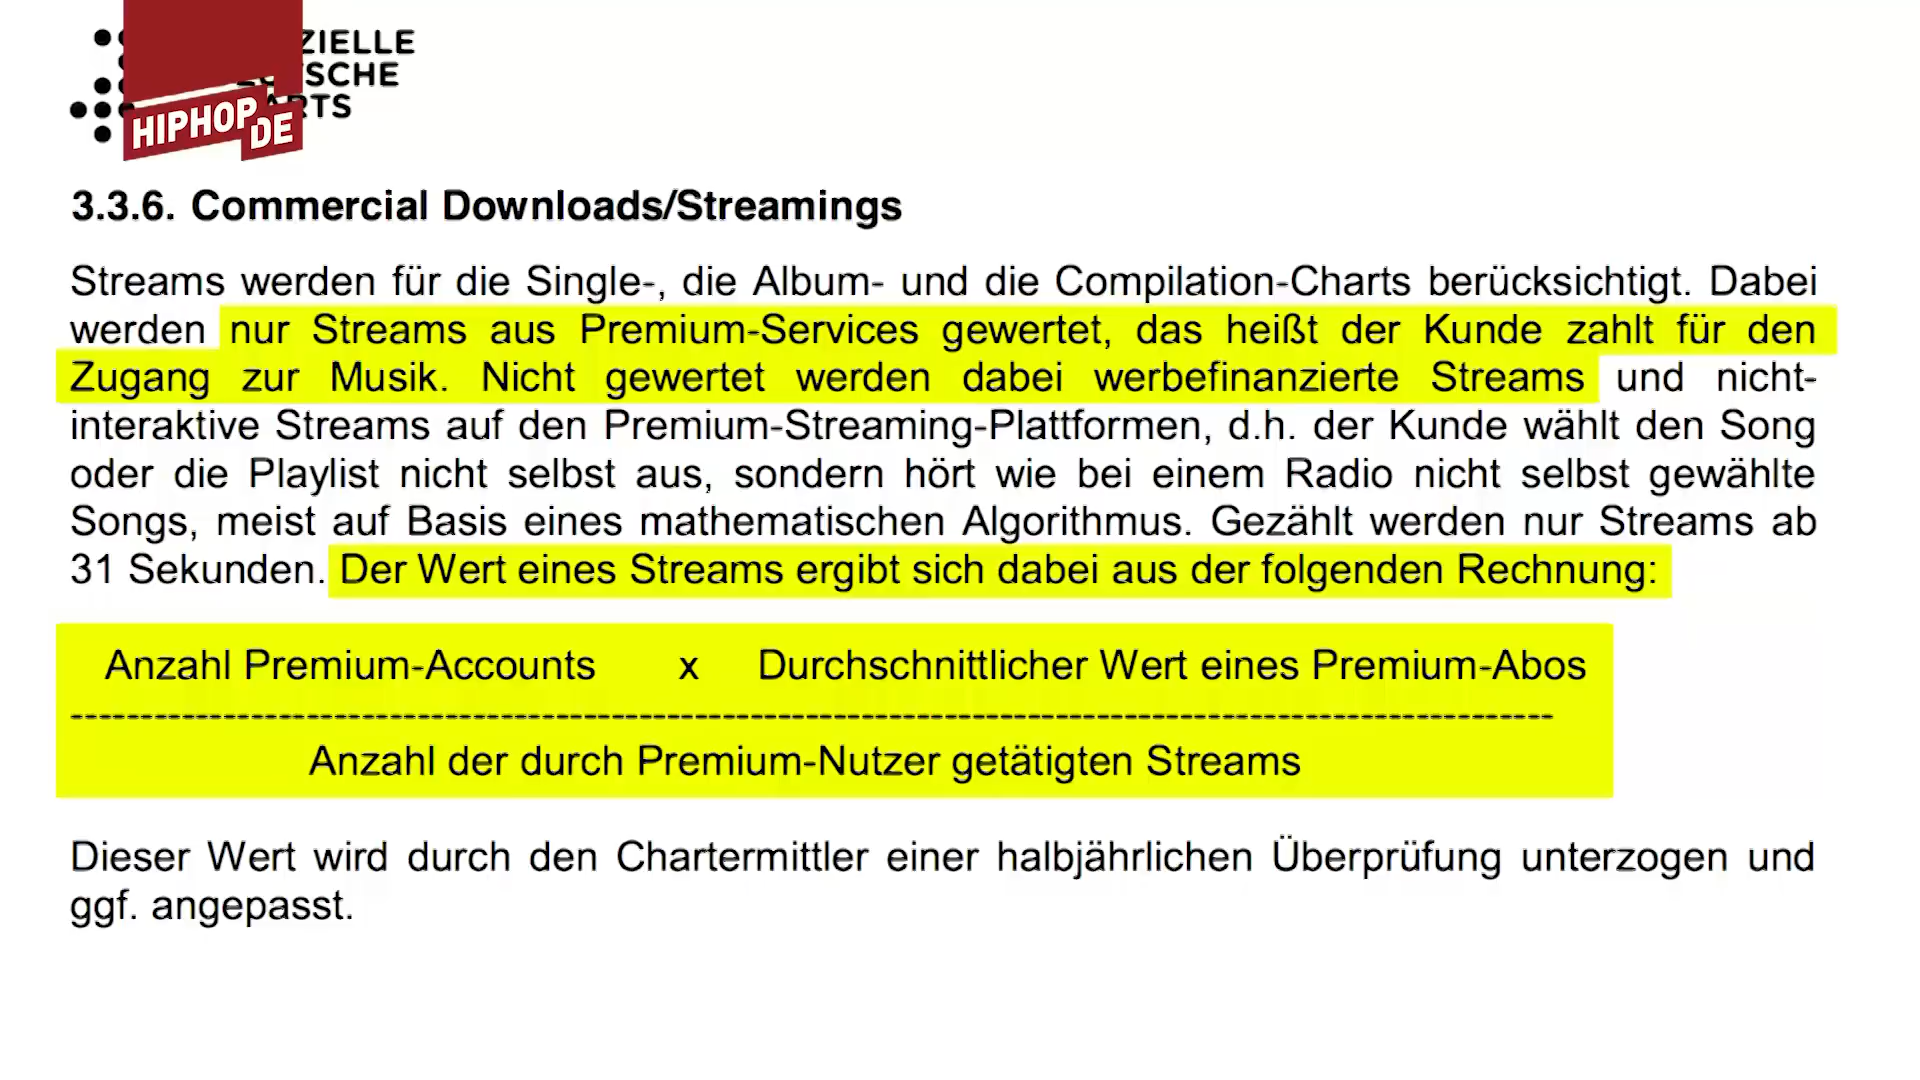 HIPHOP
DE
3.3.6. Commercial Downloads/Streamings
Streams werden für die Single-, die Album- und die Compilation-Charts berücksichtigt. Dabei
werden nur Streams aus Premium-Services gewertet, das heißt der Kunde zahlt für den
Zugang zur Musik. Nicht gewertet werden dabei werbefinanzierte Streams und nicht-
interaktive Streams auf den Premium-Streaming-Plattformen, d.h. der Kunde wählt den Song
oder die Playlist nicht selbst aus, sondern hört wie bei einem Radio nicht selbst gewählte
Songs, meist auf Basis eines mathematischen Algorithmus. Gezählt werden nur Streams ab
31 Sekunden. Der Wert eines Streams ergibt sich dabei aus der folgenden Rechnung:
Anzahl Premium-Accounts x Durchschnittlicher Wert eines Premium-Abos
Anzahl der durch Premium-Nutzer getätigten Streams
Dieser Wert wird durch den Chartermittler einer halbjährlichen Überprüfung unterzogen und
ggf. angepasst.